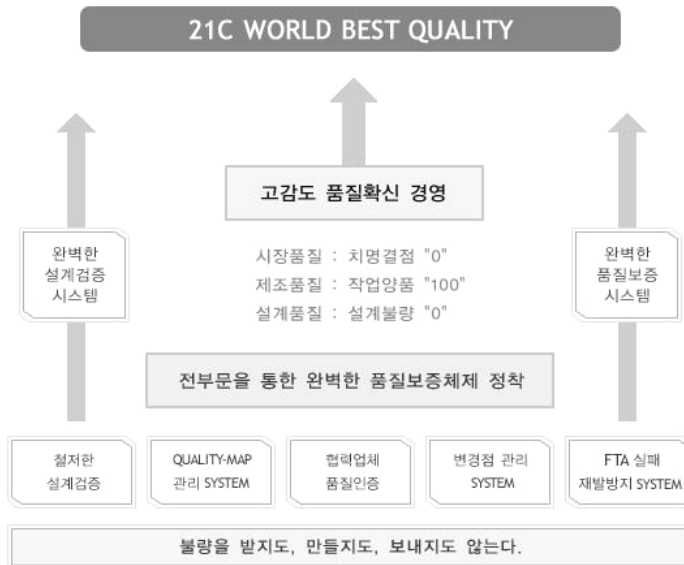 21C WORLD BEST QUALITY
고감도 품질확신 경영
완벽한
설계검증
시스템
시장품질 : 치명결점 "0"
제조품질 : 작업양품 "100"
설계품질 : 설계불량 "0"
완벽한
품질보증
시스템
전부문을 통한 완벽한 품질보증체제 정착
철저한
설계검증
QUALITY-MAP
관리 SYSTEM
협력업체
품질인증
변경점 관리
SYSTEM
FTA 실패
재발방지 SYSTEM
불량을 받지도, 만들지도, 보내지도 않는다.